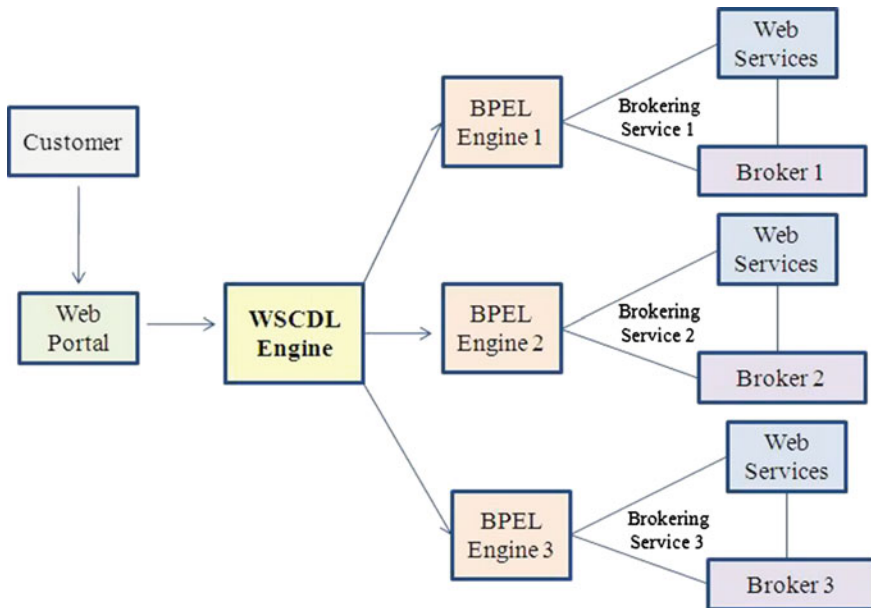 Customer
Web
Portal
WSCDL
Engine
BPEL
Engine 1
Brokering
Service 1
Web
Services
Broker 1
BPEL
Engine 2
Brokering
Service 2
Web
Services
Broker 2
BPEL
Engine 3
Brokering
Service 3
Web
Services
Broker 3